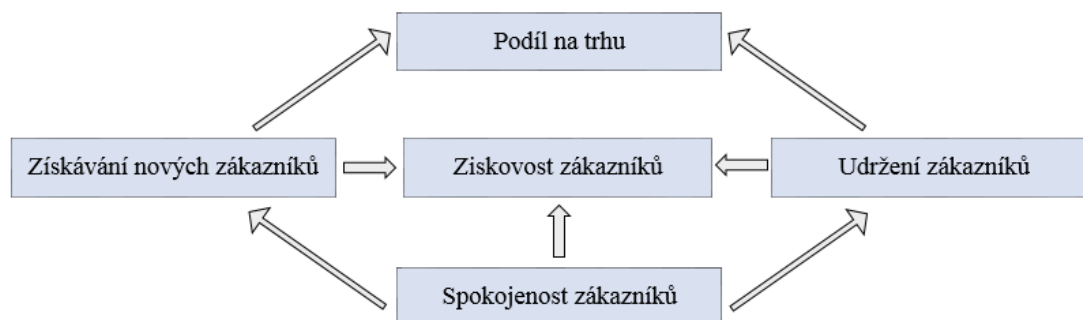 Podíl na trhu
Získávání nových zákazníků
Ziskovost zákazníků
Udržení zákazníků
Spokojenost zákazníků